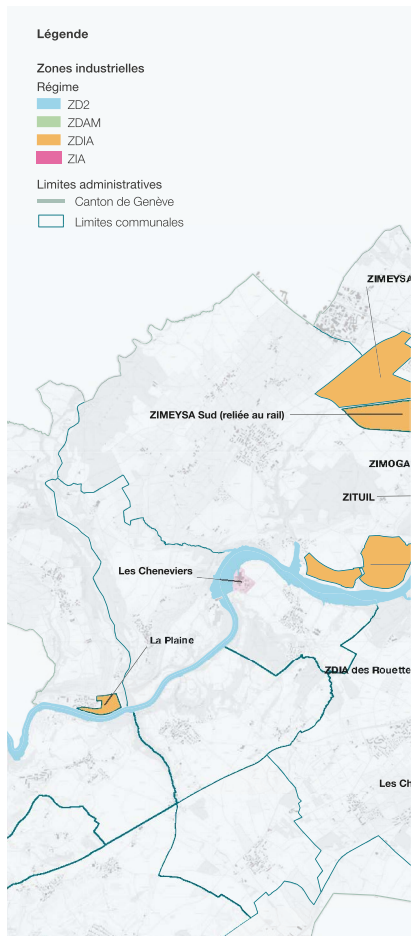 Légende
Zones industrielles
Régime
ZD2
ZDAM
ZDIA
ZIA
Limites administratives
Canton de Genève
Limites communales
ZIMEYSA
ZIMEYSA Sud (reliée au rail)
ZIMOGA
ZITUIL
Les Cheneviers
La Plaine
ZDIA des Rouette
Les Ch